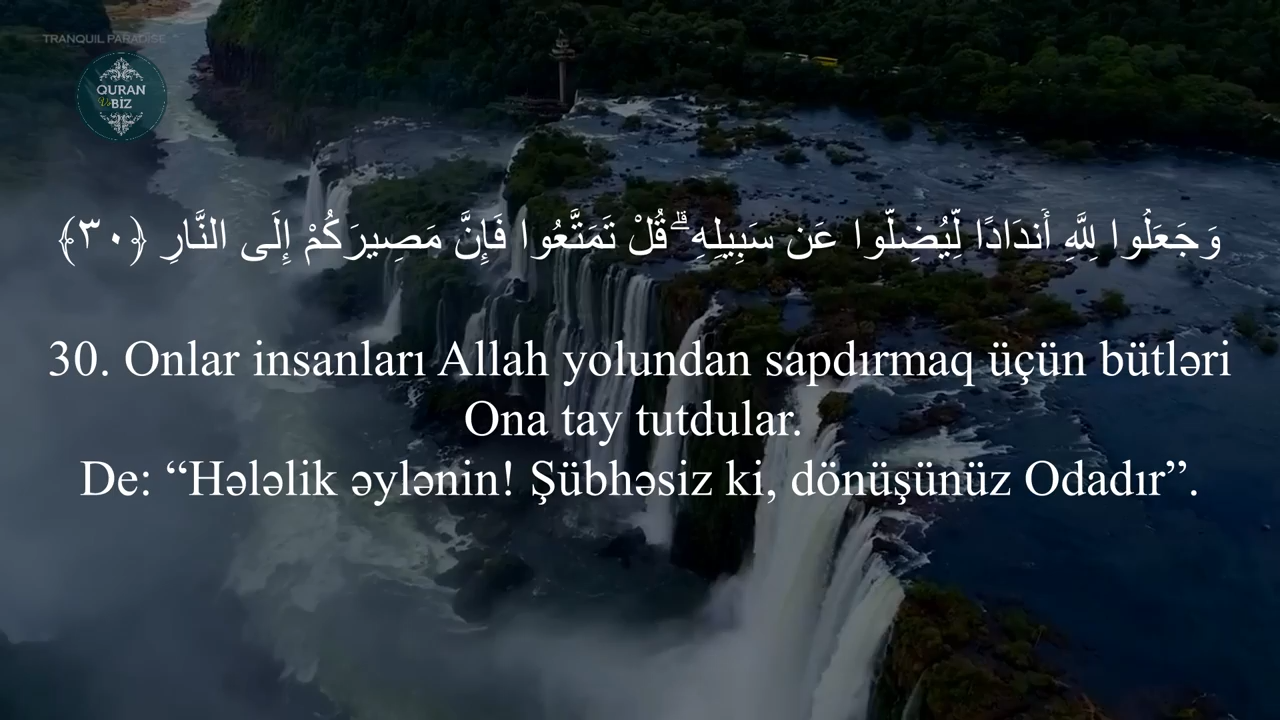 TRANQUIL PARADISE
QURAN
Və BİZ
وَجَعَلُوا لِلَّهِ أَندَادًا لِّيُضِلُّوا عَن سَبِيلِهِ ۗ قُلْ تَمَتَّعُوا فَإِنَّ مَصِيرَكُمْ إِلَى النَّارِ ﴿٣٠﴾
30. Onlar insanları Allah yolundan sapdırmaq üçün bütləri
Ona tay tutdular.
De: “Hələlik əylənin! Şübhəsiz ki, dönüşünüz Odadır”.